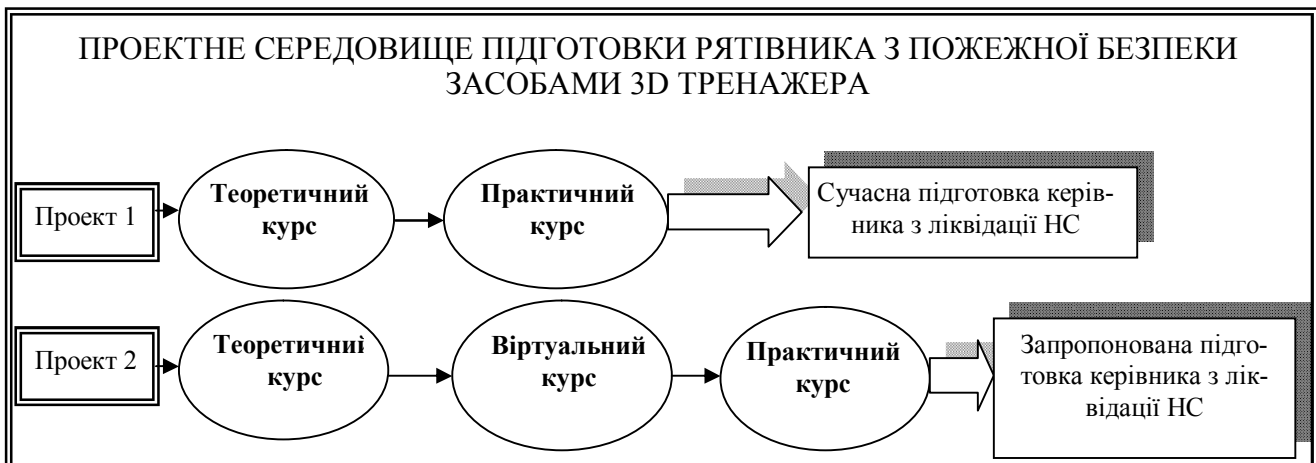 ПРОЕКТНЕ СЕРЕДОВИЩЕ ПІДГОТОВКИ РЯТІВНИКА З ПОЖЕЖНОЇ БЕЗПЕКИ
ЗАСОБАМИ 3D ТРЕНАЖЕРА
Проект 1
Теоретичний
курс
Практичний
курс
Сучасна підготовка керів-
ника з ліквідації НС
Проект 2
Теоретичний
курс
Віртуальний
курс
Практичний
курс
Запропонована підго-
товка керівника з лік-
відації НС